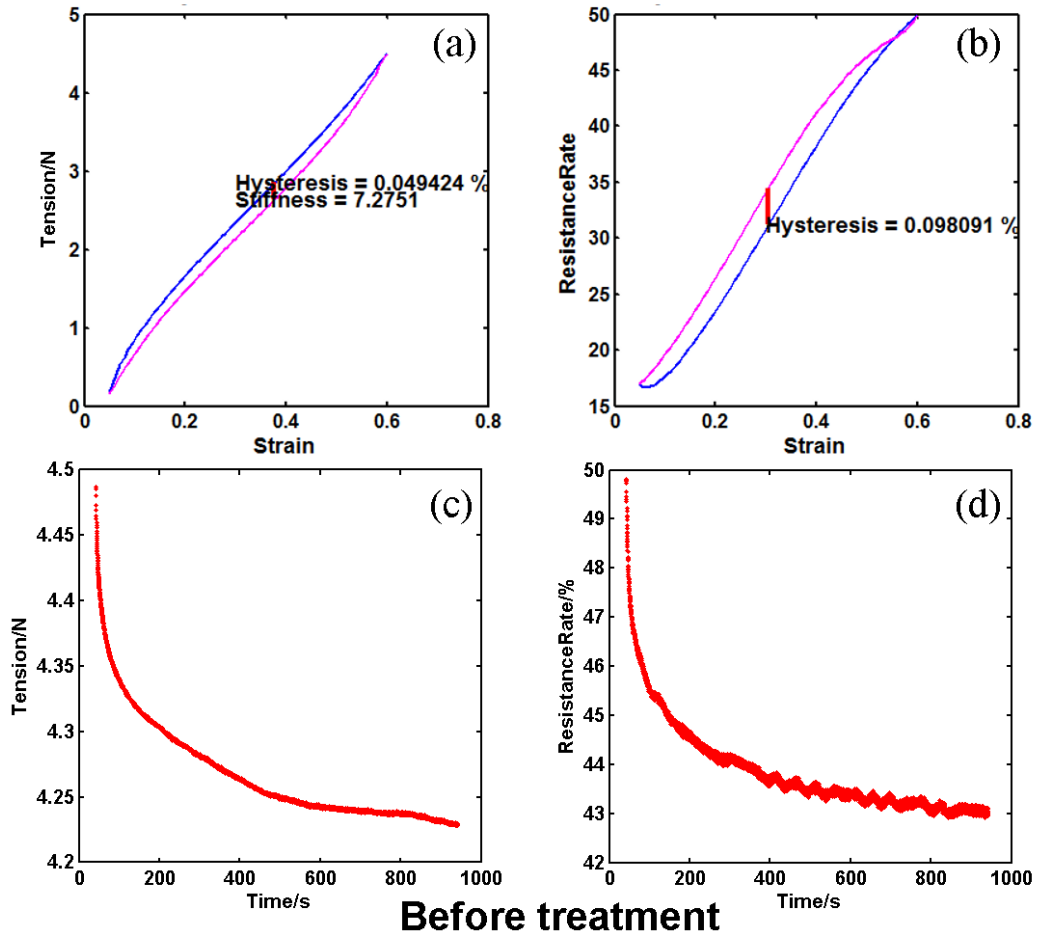 (a)
5
4
3
2
1
0
Tension/N
Hysteresis = 0.049424 %
Stiffness = 7.2751
0 0.2 0.4 0.6 0.8
Strain
(b)
50
45
40
35
30
25
20
15
ResistanceRate
Hysteresis = 0.098091 %
0 0.2 0.4 0.6 0.8
Strain
(c)
4.5
4.45
4.4
4.35
4.3
4.25
4.2
Tension/N
0 200 400 600 800 1000
Time/s
(d)
50
49
48
47
46
45
44
43
42
ResistanceRate/%
0 200 400 600 800 1000
Time/s
Before treatment